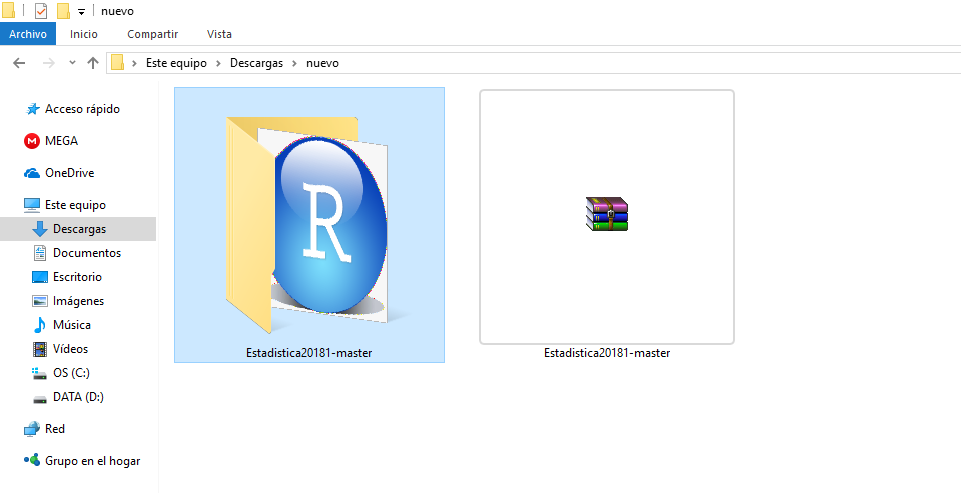 nuevo
Archivo Inicio Compartir Vista
Este equipo Descargas nuevo
Acceso rápido
MEGA
OneDrive
Este equipo
Descargas
Documentos
Escritorio
Imágenes
Música
Vídeos
OS (C:)
DATA (D:)
Red
Grupo en el hogar
R
Estadistica20181-master
Estadistica20181-master